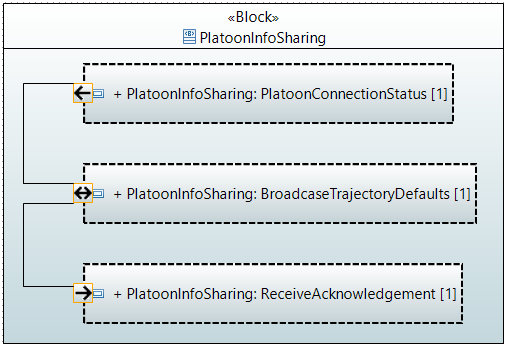 «Block»
PlatoonInfoSharing
+ PlatoonInfoSharing: PlatoonConnectionStatus [1]
+ PlatoonInfoSharing: BroadcaseTrajectoryDefaults [1]
+ PlatoonInfoSharing: ReceiveAcknowledgement [1]